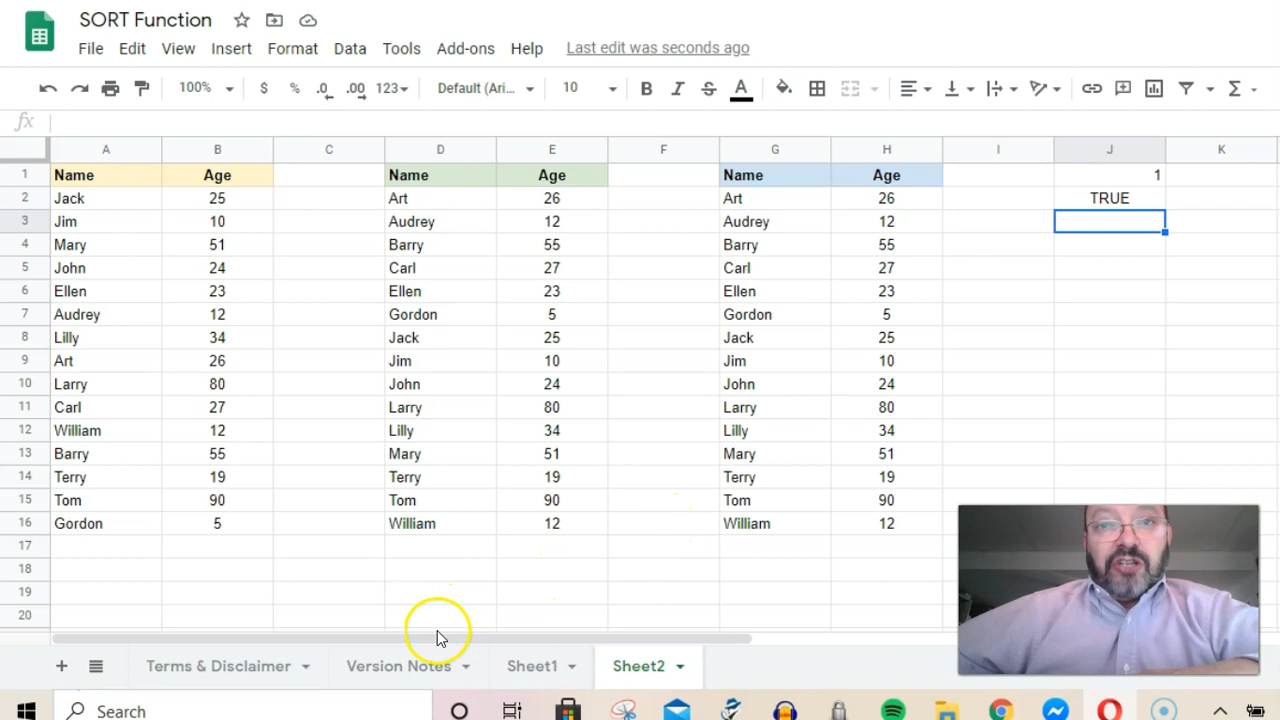 SORT Function
File Edit View Insert Format Data Tools Add-ons Help Last edit was seconds ago
100% $ % .0 .00 123 Default (Ari... 10 B I S A Σ
fx
A B C D E F G H I J K
1 Name Age Name Age Name Age 1
2 Jack 25 Art 26 Art 26 TRUE
3 Jim 10 Audrey 12 Audrey 12
4 Mary 51 Barry 55 Barry 55
5 John 24 Carl 27 Carl 27
6 Ellen 23 Ellen 23 Ellen 23
7 Audrey 12 Gordon 5 Gordon 5
8 Lilly 34 Jack 25 Jack 25
9 Art 26 Jim 10 Jim 10
10 Larry 80 John 24 John 24
11 Carl 27 Larry 80 Larry 80
12 William 12 Lilly 34 Lilly 34
13 Barry 55 Mary 51 Mary 51
14 Terry 19 Terry 19 Terry 19
15 Tom 90 Tom 90 Tom 90
16 Gordon 5 William 12 William 12
17
18
19
20
+ Terms & Disclaimer Version Notes Sheet1 Sheet2
Search